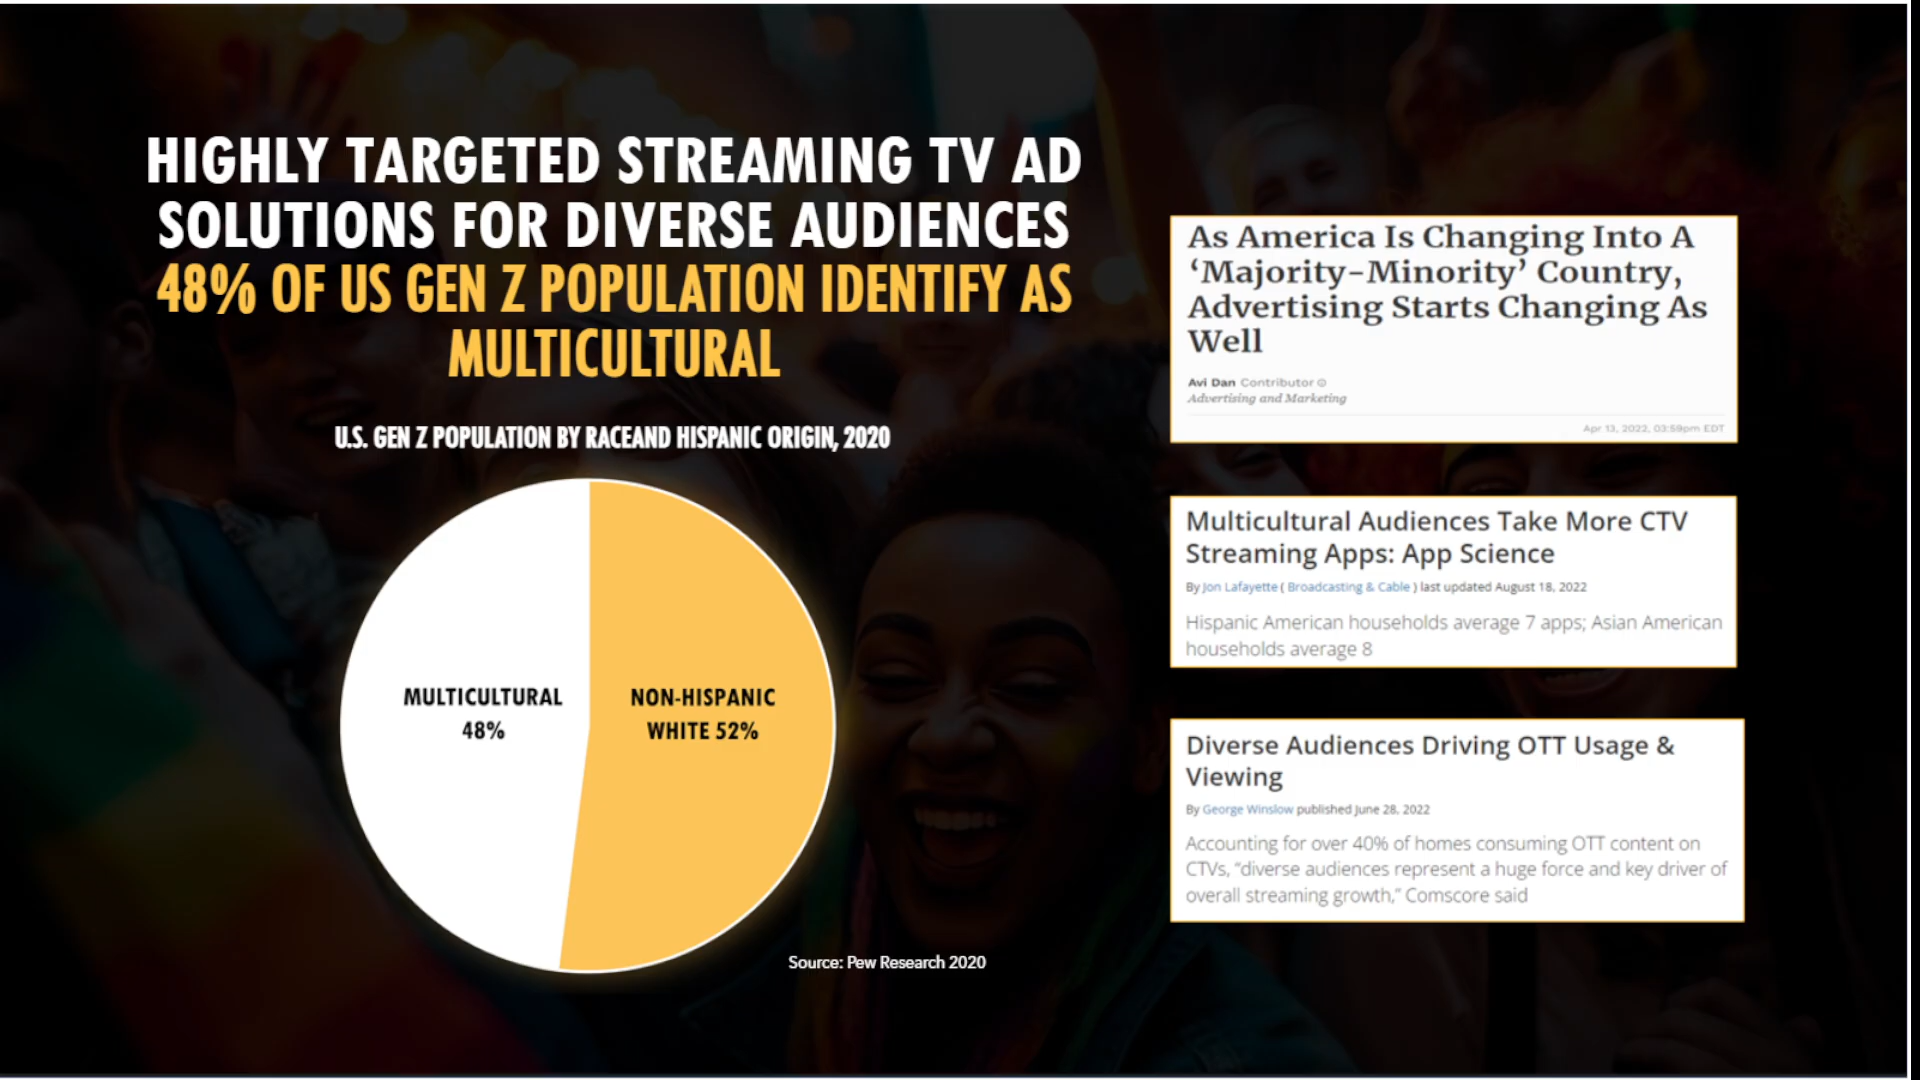 HIGHLY TARGETED STREAMING TV AD
SOLUTIONS FOR DIVERSE AUDIENCES
48% OF US GEN Z POPULATION IDENTIFY AS
MULTICULTURAL
U.S. GEN Z POPULATION BY RACEAND HISPANIC ORIGIN, 2020
MULTICULTURAL
48%
NON-HISPANIC
WHITE 52%
Source: Pew Research 2020
As America Is Changing Into A
‘Majority-Minority’ Country,
Advertising Starts Changing As
Well
Avi Dan Contributor
Advertising and Marketing
Apr 13, 2022, 03:59pm EDT
Multicultural Audiences Take More CTV
Streaming Apps: App Science
By Jon Lafayette ( Broadcasting & Cable ) last updated August 18, 2022
Hispanic American households average 7 apps; Asian American
households average 8
Diverse Audiences Driving OTT Usage &
Viewing
By George Winslow published June 28, 2022
Accounting for over 40% of homes consuming OTT content on
CTVs, “diverse audiences represent a huge force and key driver of
overall streaming growth,” Comscore said